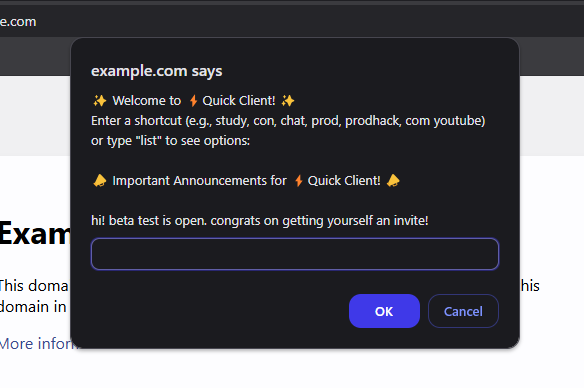 e.com
example.com says
✨ Welcome to ⚡Quick Client! ✨
Enter a shortcut (e.g., study, con, chat, prod, prodhack, com youtube)
or type "list" to see options:
📣 Important Announcements for ⚡Quick Client! 📣
hi! beta test is open. congrats on getting yourself an invite!
Exam
This doma
his
domain in
OK
Cancel
More infor